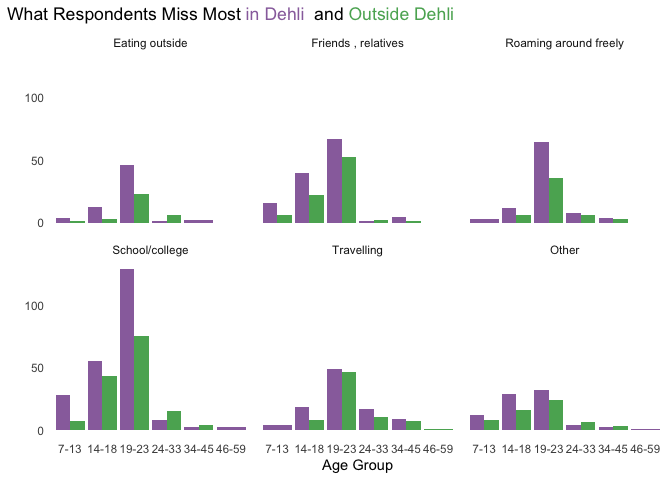 What Respondents Miss Most in Dehli and Outside Dehli
Eating outside Friends , relatives Roaming around freely
100
50
0
School/college Travelling Other
100
50
0
7-13 14-18 19-23 24-33 34-45 46-59 7-13 14-18 19-23 24-33 34-45 46-59 7-13 14-18 19-23 24-33 34-45 46-59
Age Group